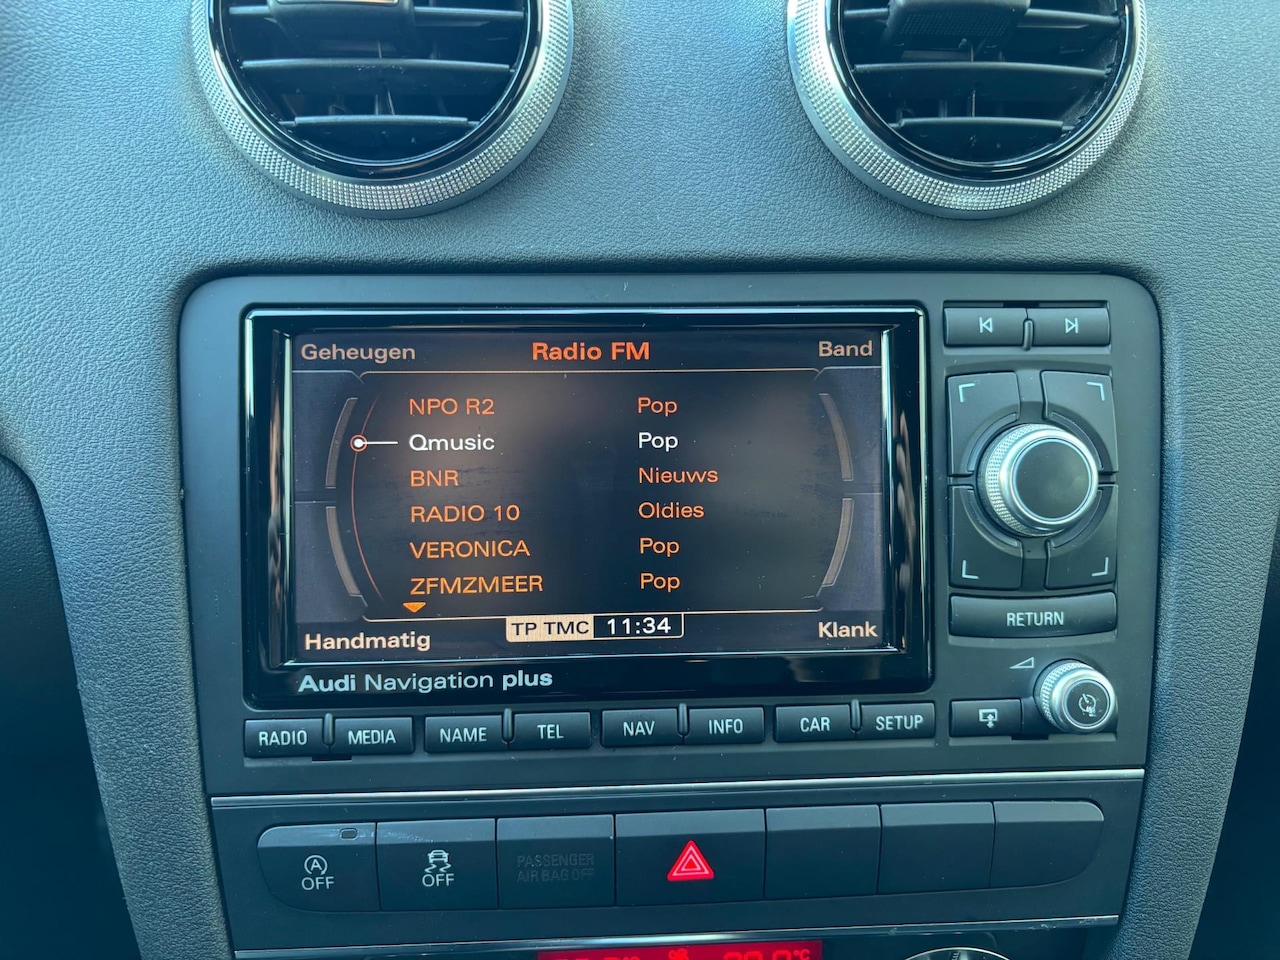 Geheugen Radio FM Band
NPO R2 Pop
Qmusic Pop
BNR Nieuws
RADIO 10 Oldies
VERONICA Pop
ZFMZMEER Pop
Handmatig TP TMC 11:34 Klank
Audi Navigation plus
RETURN
RADIO MEDIA NAME TEL NAV INFO CAR SETUP
A OFF
OFF
PASSENGER
AIR BAG OFF